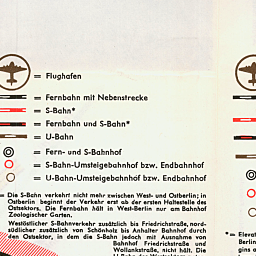 = Flughafen
= Fernbahn mit Nebenstrecke
= S-Bahn*
= Fernbahn und S-Bahn*
= U-Bahn
= Fern- und S-Bahnhof
= S-Bahn-Umsteigebahnhof bzw. Endbahnhof
= U-Bahn-Umsteigebahnhof bzw. Endbahnhof
= Die S-Bahn verkehrt nicht mehr zwischen West- und Ostberlin; in
Ostberlin beginnt der Verkehr erst ab der ersten Haltestelle des
Ostsektors. Die Fernbahn hält in West-Berlin nur am Bahnhof
Zoologischer Garten.
Westöstlicher S-Bahnverkehr zusätzlich bis Friedrichstraße, nord-
südlicher zusätzlich von Schönholz bis Anhalter Bahnhof durch
den Ostsektor, in dem die S-Bahn jedoch mit Ausnahme von
Bahnhof Friedrichstraße und
Wollankstraße, nicht hält. Die
* = Eleva
Berlin
gins a